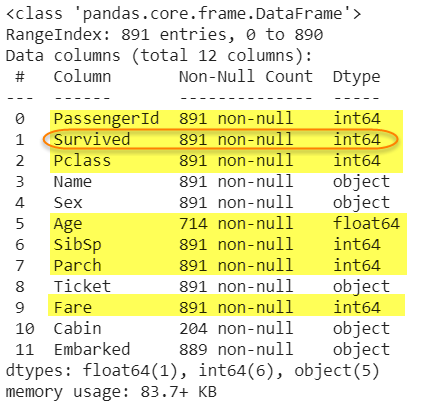 <class 'pandas.core.frame.DataFrame'>
RangeIndex: 891 entries, 0 to 890
Data columns (total 12 columns):
 #   Column       Non-Null Count  Dtype
---  ------       --------------  -----
 0   PassengerId  891 non-null    int64
 1   Survived     891 non-null    int64
 2   Pclass       891 non-null    int64
 3   Name         891 non-null    object
 4   Sex          891 non-null    object
 5   Age          714 non-null    float64
 6   SibSp        891 non-null    int64
 7   Parch        891 non-null    int64
 8   Ticket       891 non-null    object
 9   Fare         891 non-null    int64
 10  Cabin        204 non-null    object
 11  Embarked     889 non-null    object
dtypes: float64(1), int64(6), object(5)
memory usage: 83.7+ KB